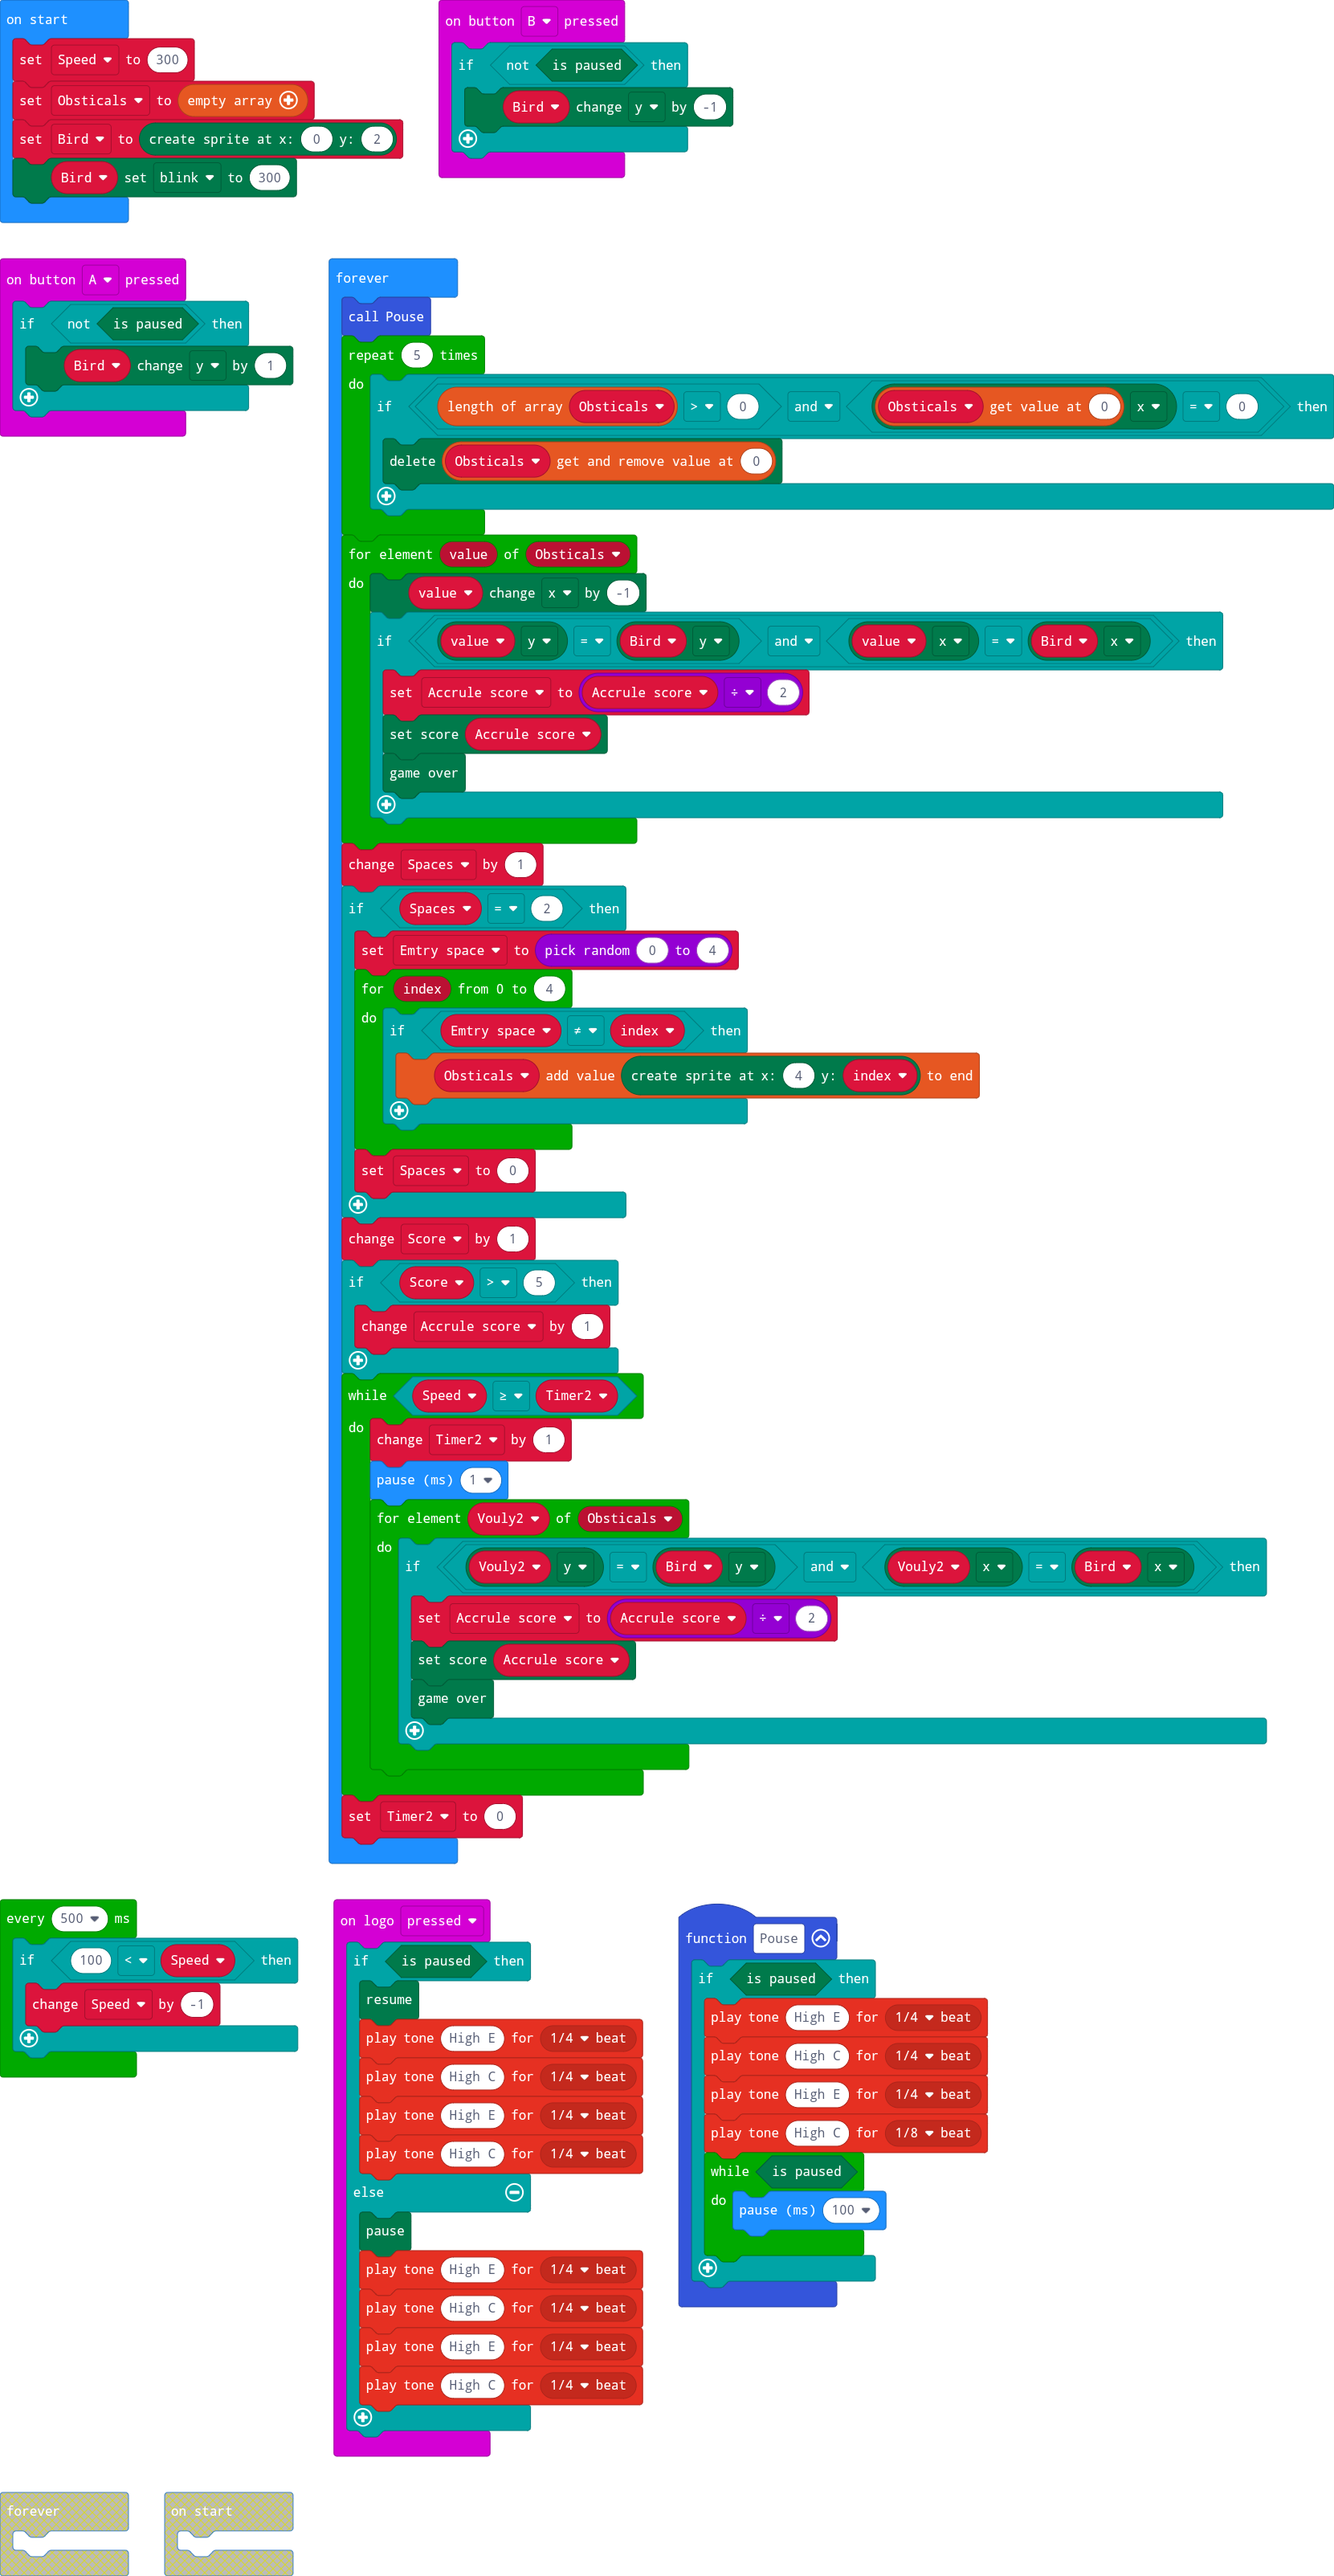 on start
set Speed to 300
set Obsticals to empty array
set Bird to create sprite at x: 0 y: 2
Bird set blink to 300
on button B pressed
if not is paused then
Bird change y by -1
on button A pressed
if not is paused then
Bird change y by 1
forever
call Pouse
repeat 5 times
do
if length of array Obsticals > 0 and Obsticals get value at 0 x = 0 then
delete Obsticals get and remove value at 0
for element value of Obsticals
do
value change x by -1
if value y = Bird y and value x = Bird x then
set Accrule score to Accrule score ÷ 2
set score Accrule score
game over
change Spaces by 1
if Spaces = 2 then
set Emtry space to pick random 0 to 4
for index from 0 to 4
do
if Emtry space ≠ index then
Obsticals add value create sprite at x: 4 y: index to end
set Spaces to 0
change Score by 1
if Score > 5 then
change Accrule score by 1
while Speed ≥ Timer2
do
change Timer2 by 1
pause (ms) 1
for element Vouly2 of Obsticals
do
if Vouly2 y = Bird y and Vouly2 x = Bird x then
set Accrule score to Accrule score ÷ 2
set score Accrule score
game over
set Timer2 to 0
every 500 ms
if 100 < Speed then
change Speed by -1
on logo pressed
if is paused then
resume
play tone High E for 1/4 beat
play tone High C for 1/4 beat
play tone High E for 1/4 beat
play tone High C for 1/4 beat
else
pause
play tone High E for 1/4 beat
play tone High C for 1/4 beat
play tone High E for 1/4 beat
play tone High C for 1/4 beat
function Pouse
if is paused then
play tone High E for 1/4 beat
play tone High C for 1/4 beat
play tone High E for 1/4 beat
play tone High C for 1/8 beat
while is paused
do
pause (ms) 100
forever
on start